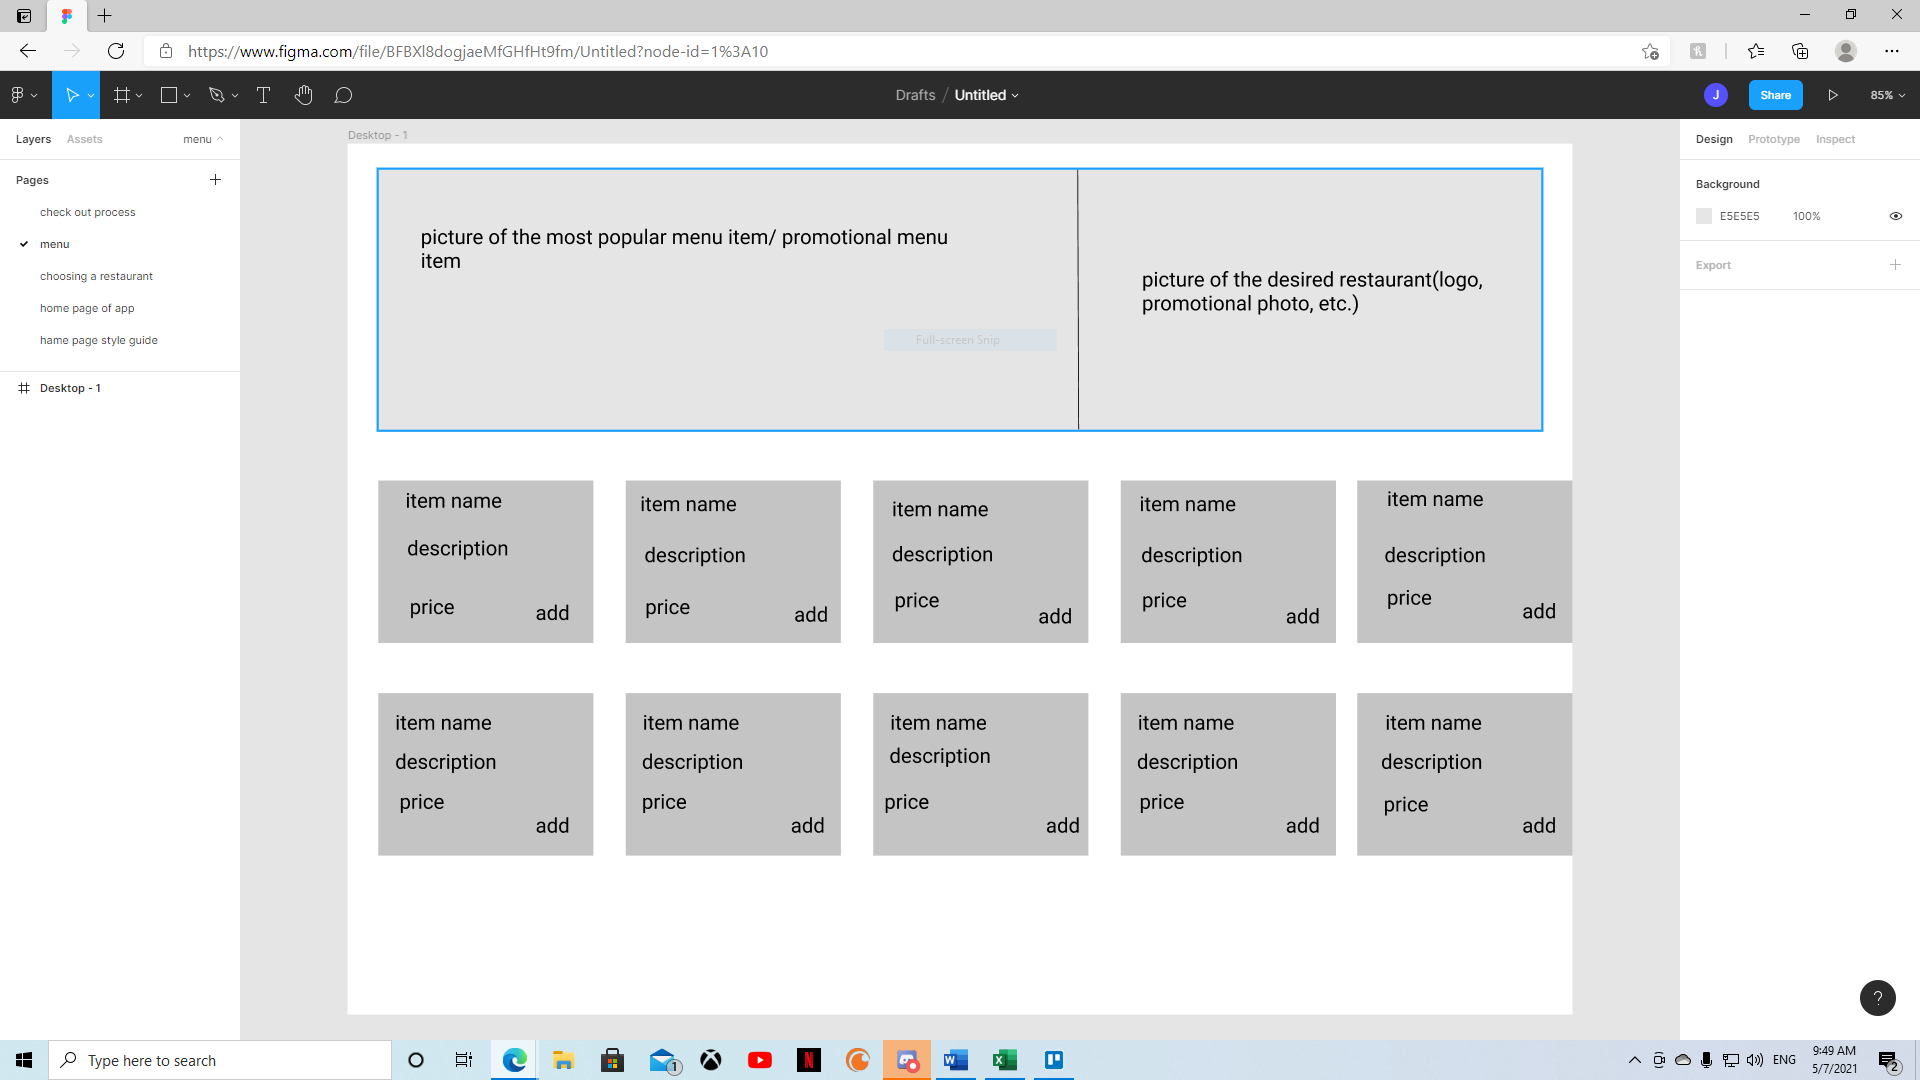 https://www.figma.com/file/BFBXl8dogjaeMfGHfHt9fm/Untitled?node-id=1%3A10
Drafts / Untitled
J
Share
85%
Layers Assets menu
Pages
check out process
menu
choosing a restaurant
home page of app
hame page style guide
Desktop - 1
Desktop - 1
picture of the most popular menu item/ promotional menu
item
picture of the desired restaurant(logo,
promotional photo, etc.)
Full-screen Snip
item name
description
price
add
item name
description
price
add
item name
description
price
add
item name
description
price
add
item name
description
price
add
item name
description
price
add
item name
description
price
add
item name
description
price
add
item name
description
price
add
item name
description
price
add
Design Prototype Inspect
Background
E5E5E5 100%
Export
?
Type here to search
1
ENG
9:49 AM
5/7/2021
2